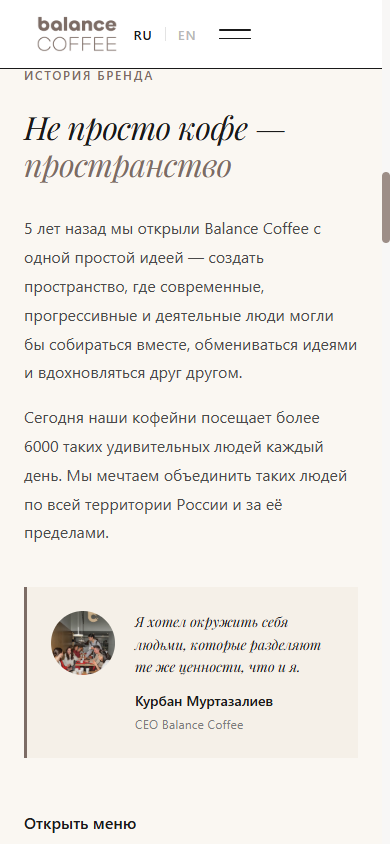 balance
COFFEE
RU
EN
ИСТОРИЯ БРЕНДА
Не просто кофе —
пространство
5 лет назад мы открыли Balance Coffee с
одной простой идеей — создать
пространство, где современные,
прогрессивные и деятельные люди могли
бы собираться вместе, обмениваться идеями
и вдохновляться друг другом.
Сегодня наши кофейни посещает более
6000 таких удивительных людей каждый
день. Мы мечтаем объединить таких людей
по всей территории России и за её
пределами.
Я хотел окружить себя
людьми, которые разделяют
те же ценности, что и я.
Курбан Муртазалиев
CEO Balance Coffee
Открыть меню